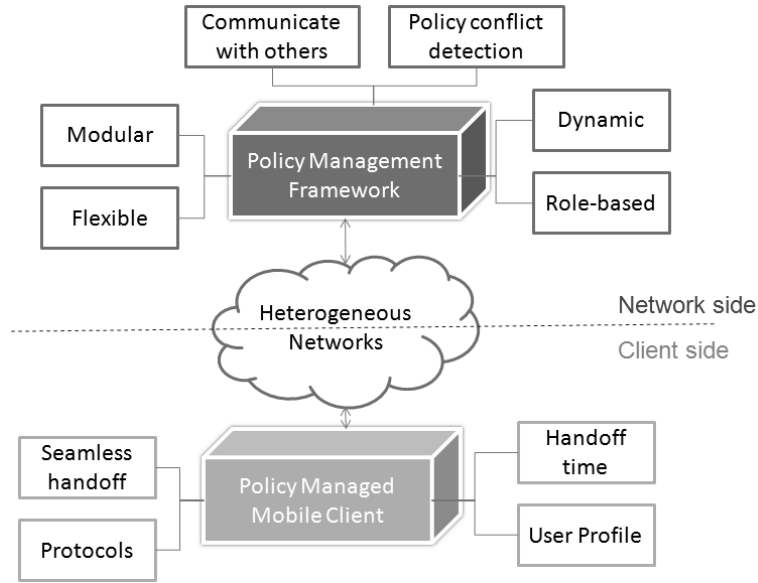 Communicate
with others
Policy conflict
detection
Modular
Flexible
Policy Management
Framework
Dynamic
Role-based
Heterogeneous
Networks
Network side
Client side
Seamless
handoff
Protocols
Policy Managed
Mobile Client
Handoff
time
User Profile